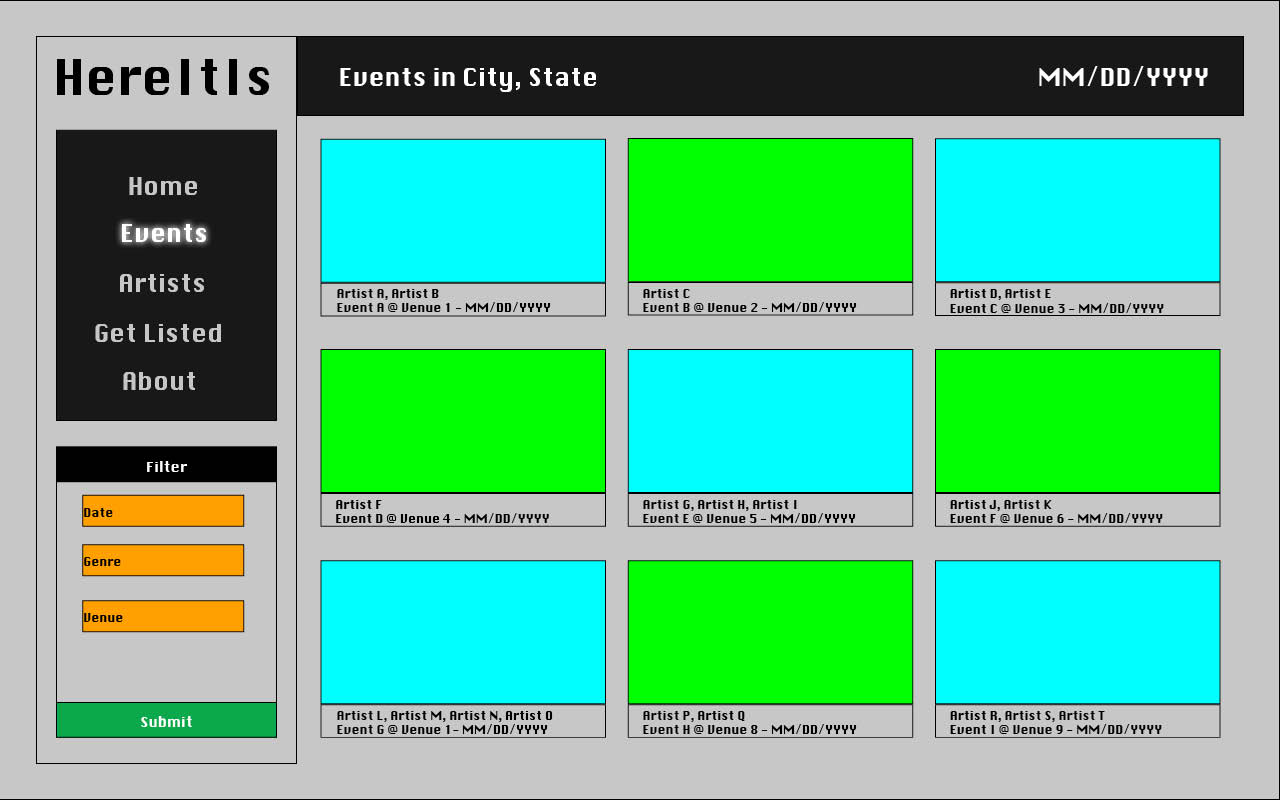 HereItIs
Events in City, State
MM/DD/YYYY
Home
Events
Artists
Get Listed
About
Filter
Date
Genre
Venue
Submit
Artist A, Artist B
Event A @ Venue 1 - MM/DD/YYYY
Artist C
Event B @ Venue 2 - MM/DD/YYYY
Artist D, Artist E
Event C @ Venue 3 - MM/DD/YYYY
Artist F
Event D @ Venue 4 - MM/DD/YYYY
Artist G, Artist H, Artist I
Event E @ Venue 5 - MM/DD/YYYY
Artist J, Artist K
Event F @ Venue 6 - MM/DD/YYYY
Artist L, Artist M, Artist N, Artist O
Event G @ Venue 1- MM/DD/YYYY
Artist P, Artist Q
Event H @ Venue 8 - MM/DD/YYYY
Artist R, Artist S, Artist T
Event I @ Venue 9 - MM/DD/YYYY